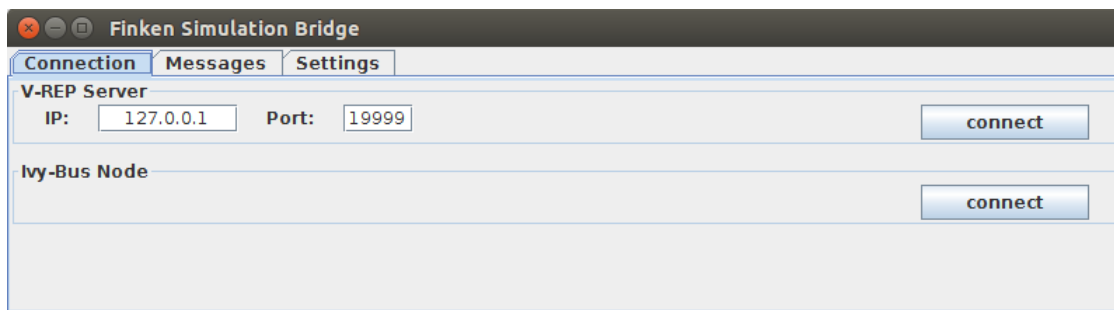 Finken Simulation Bridge
Connection Messages Settings
V-REP Server
IP: 127.0.0.1 Port: 19999 connect
Ivy-Bus Node
connect